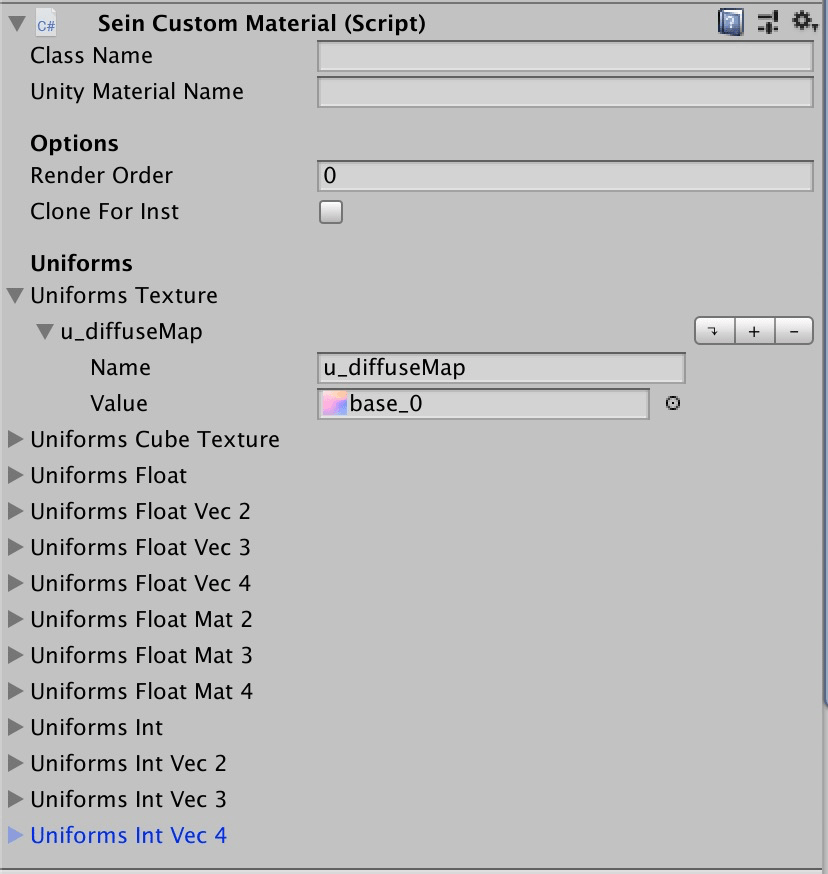 C# Sein Custom Material (Script)
Class Name
Unity Material Name
Options
Render Order 0
Clone For Inst
Uniforms
Uniforms Texture
u_diffuseMap + -
Name u_diffuseMap
Value base_0
Uniforms Cube Texture
Uniforms Float
Uniforms Float Vec 2
Uniforms Float Vec 3
Uniforms Float Vec 4
Uniforms Float Mat 2
Uniforms Float Mat 3
Uniforms Float Mat 4
Uniforms Int
Uniforms Int Vec 2
Uniforms Int Vec 3
Uniforms Int Vec 4